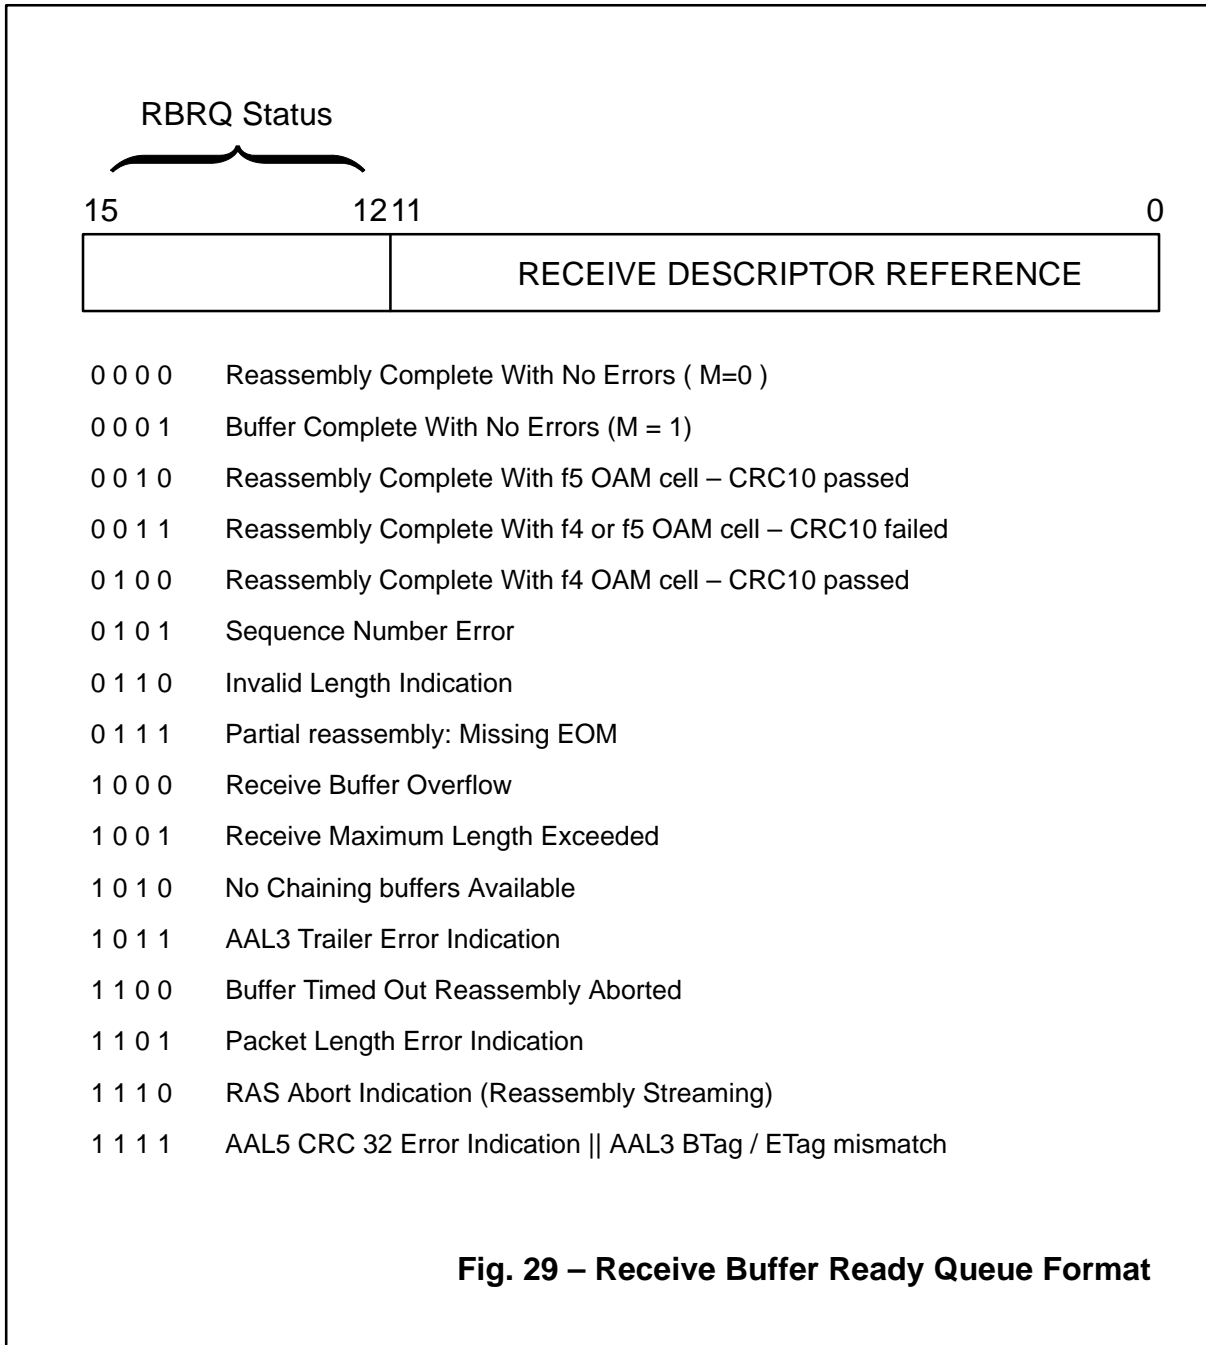 RBRQ Status
15 12 11 0
RECEIVE DESCRIPTOR REFERENCE
0 0 0 0 Reassembly Complete With No Errors ( M=0 )
0 0 0 1 Buffer Complete With No Errors (M = 1)
0 0 1 0 Reassembly Complete With f5 OAM cell – CRC10 passed
0 0 1 1 Reassembly Complete With f4 or f5 OAM cell – CRC10 failed
0 1 0 0 Reassembly Complete With f4 OAM cell – CRC10 passed
0 1 0 1 Sequence Number Error
0 1 1 0 Invalid Length Indication
0 1 1 1 Partial reassembly: Missing EOM
1 0 0 0 Receive Buffer Overflow
1 0 0 1 Receive Maximum Length Exceeded
1 0 1 0 No Chaining buffers Available
1 0 1 1 AAL3 Trailer Error Indication
1 1 0 0 Buffer Timed Out Reassembly Aborted
1 1 0 1 Packet Length Error Indication
1 1 1 0 RAS Abort Indication (Reassembly Streaming)
1 1 1 1 AAL5 CRC 32 Error Indication || AAL3 BTag / ETag mismatch
Fig. 29 – Receive Buffer Ready Queue Format